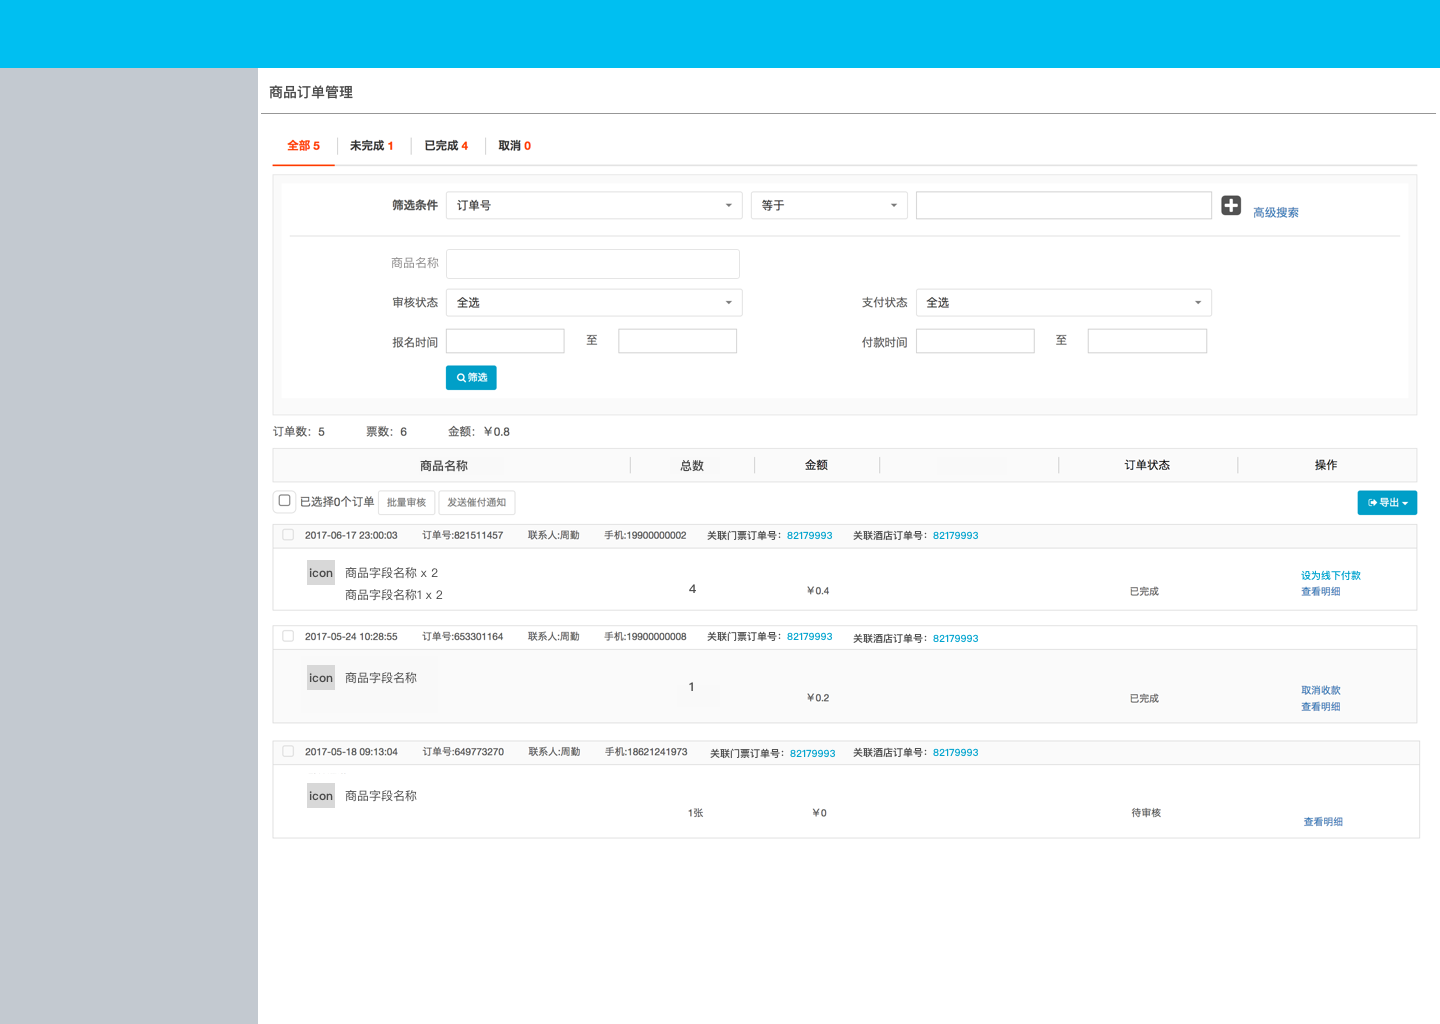 商品订单管理
全部 5 未完成 1 已完成 4 取消 0
筛选条件 订单号 等于 高级搜索
商品名称
审核状态 全选 支付状态 全选
报名时间 至 付款时间 至
筛选
订单数：5 票数：6 金额：￥0.8
商品名称 总数 金额 订单状态 操作
已选择0个订单 批量审核 发送催付通知 导出
2017-06-17 23:00:03 订单号:821511457 联系人:周勤 手机:19900000002 关联门票订单号：82179993 关联酒店订单号：82179993
icon 商品字段名称 x 2
设为线下付款
商品字段名称1 x 2 4 ￥0.4 已完成 查看明细
2017-05-24 10:28:55 订单号:653301164 联系人:周勤 手机:19900000008 关联门票订单号：82179993 关联酒店订单号：82179993
icon 商品字段名称
1 ￥0.2 已完成 取消收款
查看明细
2017-05-18 09:13:04 订单号:649773270 联系人:周勤 手机:18621241973 关联门票订单号：82179993 关联酒店订单号：82179993
icon 商品字段名称
1张 ￥0 待审核 查看明细